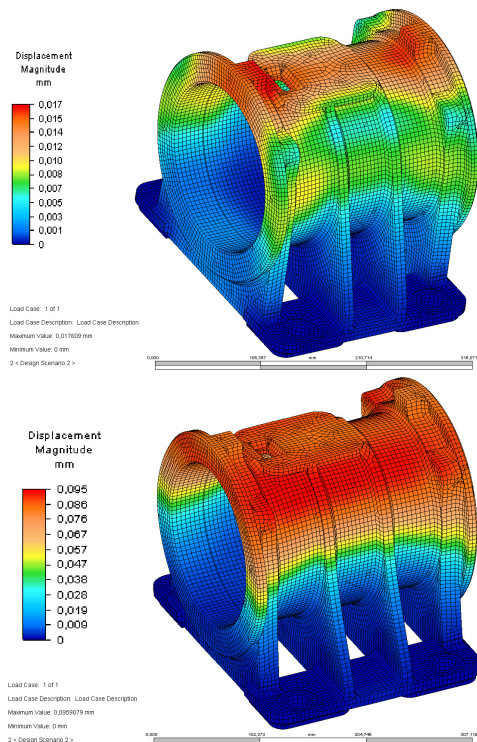 Displacement
Magnitude
mm
0,017
0,015
0,014
0,012
0,010
0,008
0,007
0,005
0,003
0,001
0
Load Case: 1 of 1
Load Case Description: Load Case Description
Maximum Value: 0,017609 mm
Minimum Value: 0 mm
2 < Design Scenario 2 >
0,000 105,357 mm 210,714 316,071
Displacement
Magnitude
mm
0,095
0,086
0,076
0,067
0,057
0,047
0,038
0,028
0,019
0,009
0
Load Case: 1 of 1
Load Case Description: Load Case Description
Maximum Value: 0,0959079 mm
Minimum Value: 0 mm
2 < Design Scenario 2 >
0,000 102,373 mm 204,746 307,118